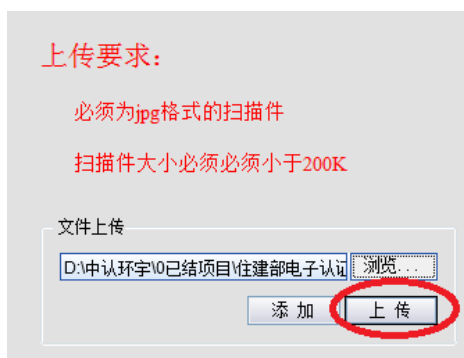 上传要求:
必须为jpg格式的扫描件
扫描件大小必须必须小于200K
文件上传
D:\中认环宇\0已结项目\住建部电子认证 浏览...
添 加 上 传